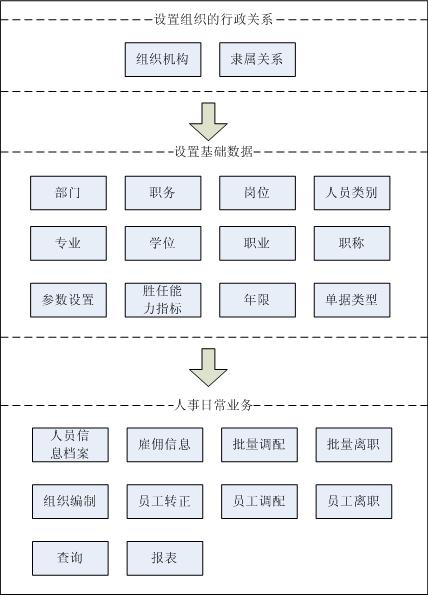 设置组织的行政关系
组织机构
隶属关系
设置基础数据
部门
职务
岗位
人员类别
专业
学位
职业
职称
参数设置
胜任能
力指标
年限
单据类型
人事日常业务
人员信
息档案
雇佣信息
批量调配
批量离职
组织编制
员工转正
员工调配
员工离职
查询
报表